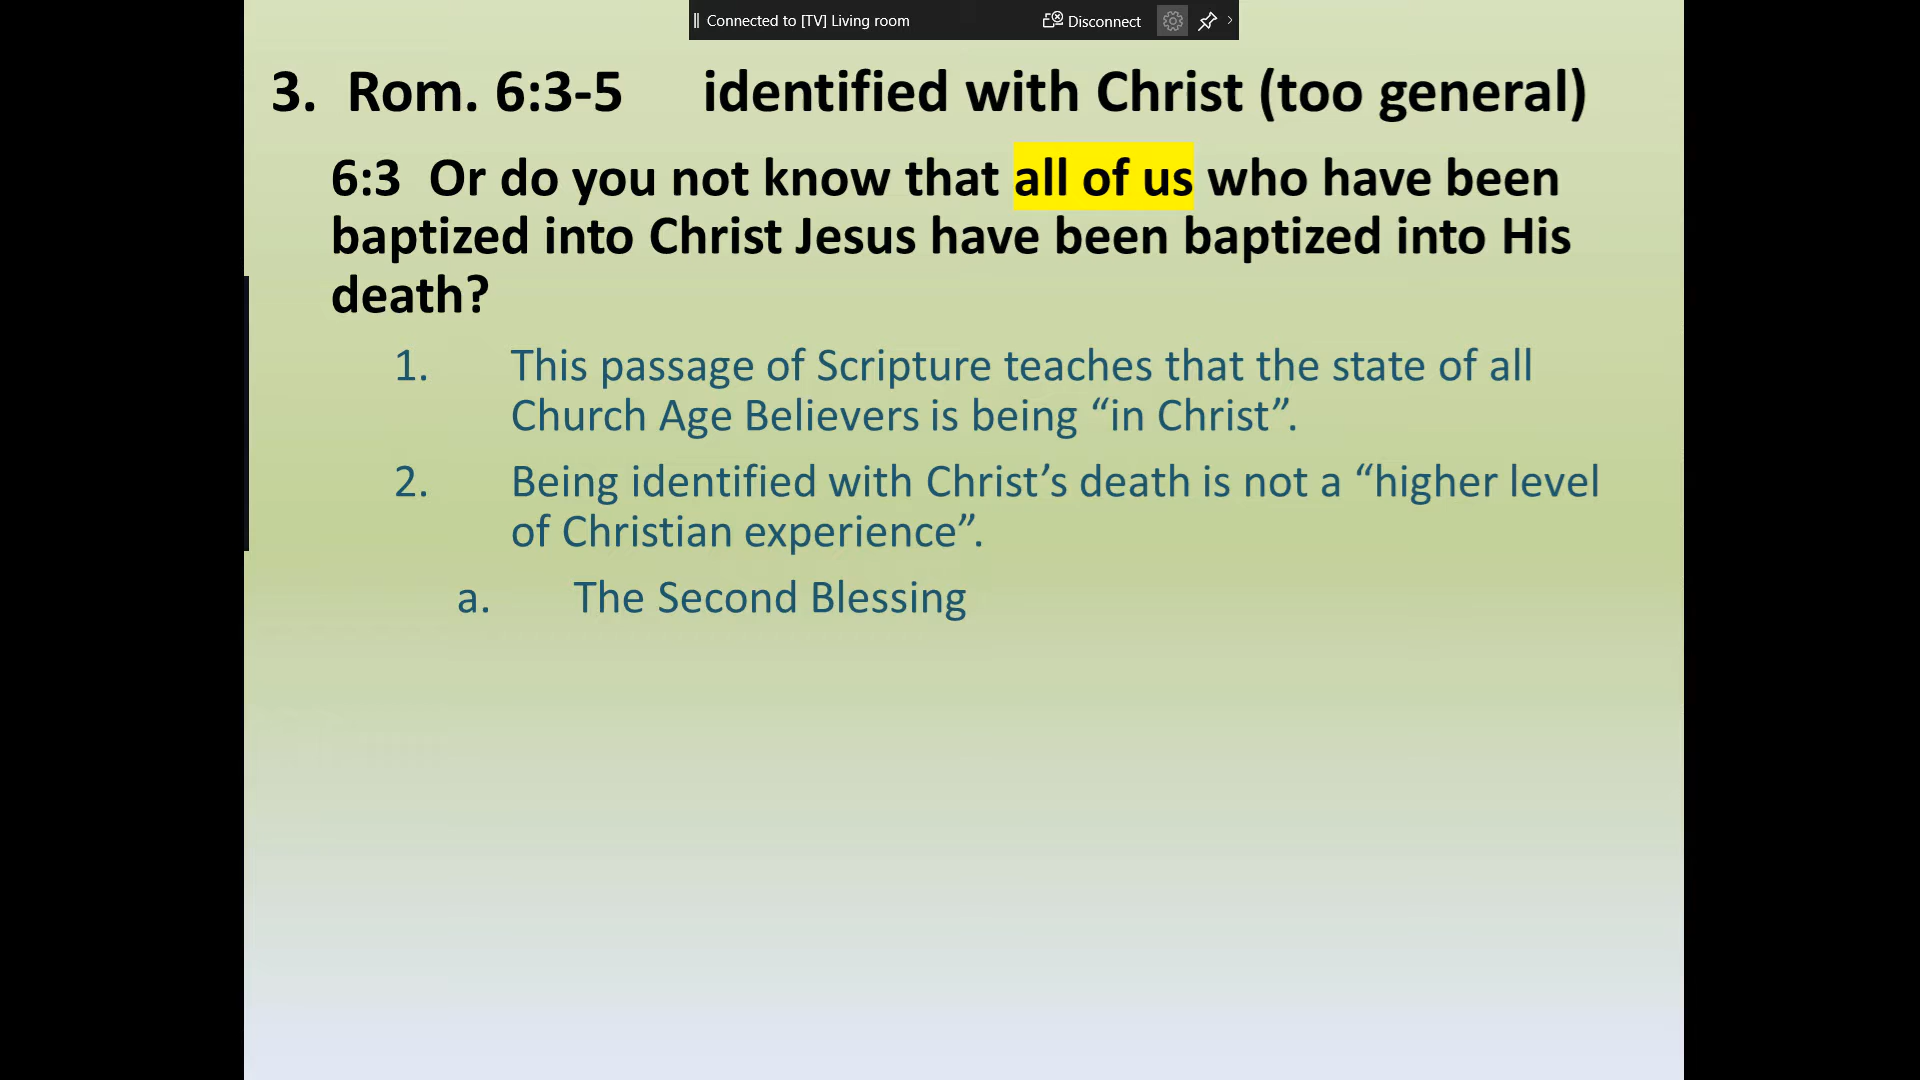 Connected to [TV] Living room Disconnect
3. Rom. 6:3-5 identified with Christ (too general)
6:3 Or do you not know that all of us who have been
baptized into Christ Jesus have been baptized into His
death?
1. This passage of Scripture teaches that the state of all
Church Age Believers is being “in Christ”.
2. Being identified with Christ’s death is not a “higher level
of Christian experience”.
a. The Second Blessing